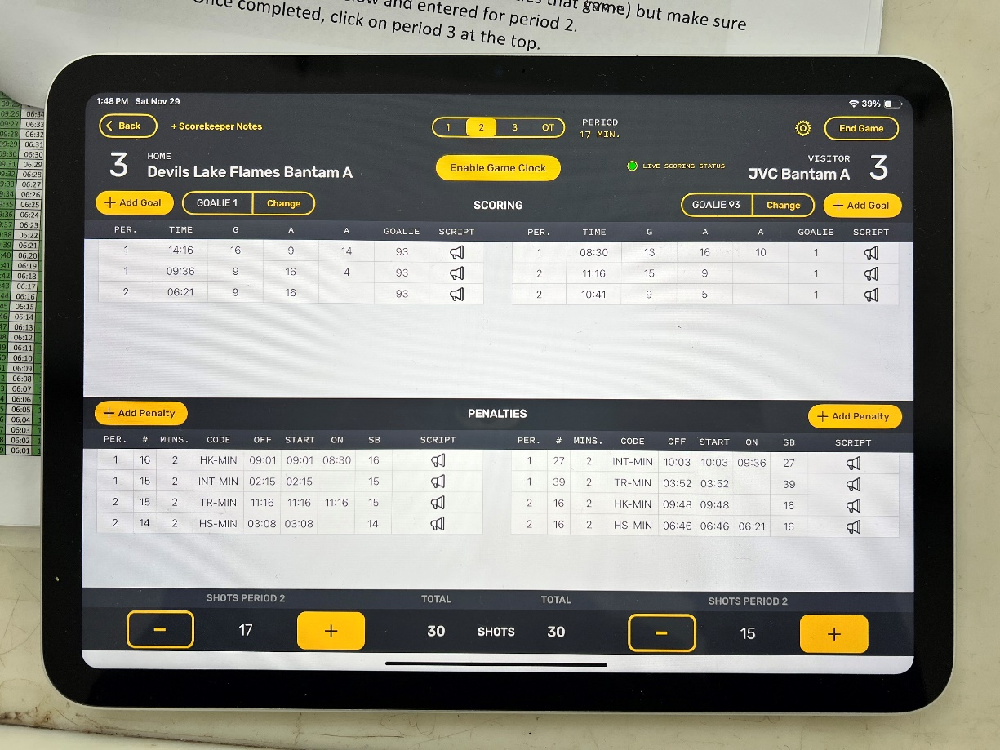 that game) but make sure
and entered for period 2.
Once completed, click on period 3 at the top.
1:48 PM Sat Nov 29
39%
Back
+ Scorekeeper Notes
1 2 3 OT
PERIOD
17 MIN.
End Game
3
HOME
Devils Lake Flames Bantam A
Enable Game Clock
LIVE SCORING STATUS
VISITOR
JVC Bantam A
3
+ Add Goal
GOALIE 1 Change
SCORING
GOALIE 93 Change
+ Add Goal
PER. TIME G A A GOALIE SCRIPT
1 14:16 16 9 14 93
1 09:36 9 16 4 93
2 06:21 9 16 93
PER. TIME G A A GOALIE SCRIPT
1 08:30 13 16 10 1
2 11:16 15 9 1
2 10:41 9 5 1
+ Add Penalty
PENALTIES
+ Add Penalty
PER. # MINS. CODE OFF START ON SB SCRIPT
1 16 2 HK-MIN 09:01 09:01 08:30 16
1 15 2 INT-MIN 02:15 02:15 15
2 15 2 TR-MIN 11:16 11:16 11:16 15
2 14 2 HS-MIN 03:08 03:08 14
PER. # MINS. CODE OFF START ON SB SCRIPT
1 27 2 INT-MIN 10:03 10:03 09:36 27
1 39 2 TR-MIN 03:52 03:52 39
2 16 2 HK-MIN 09:48 09:48 16
2 16 2 HS-MIN 06:46 06:46 06:21 16
SHOTS PERIOD 2
TOTAL
TOTAL
SHOTS PERIOD 2
- 17 +
30 SHOTS 30
- 15 +
09:26 06:34
09:27 06:33
09:28 06:32
09:29 06:31
06:30
06:29
06:28
06:27
06:26
06:25
06:24
06:23
06:22
06:21
06:20
06:19
06:18
06:17
06:16
06:15
06:14
06:13
06:12
06:11
06:10
06:09
06:08
06:07
06:06
06:05
06:04
06:03
06:02
06:01